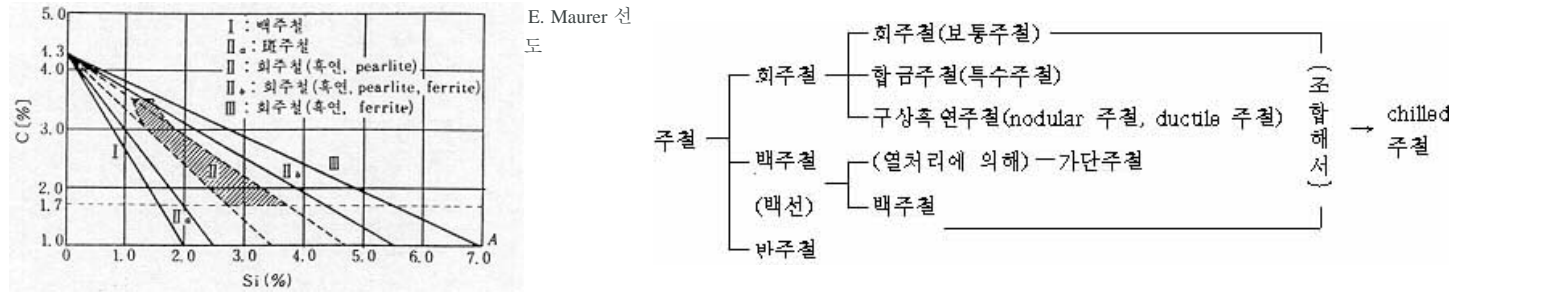 5.0
4.3
4.0
3.0
2.0
1.7
1.0
C [%]
I : 백주철
II a : 斑주철
II : 회주철(흑연, pearlite)
II b : 회주철(흑연, pearlite, ferrite)
III : 회주철(흑연, ferrite)
I
II a
II
II b
III
A
0 1.0 2.0 3.0 4.0 5.0 6.0 7.0
Si(%)
E. Maurer 선
도
주철
회주철
회주철(보통주철)
합금주철(특수주철)
구상흑연주철(nodular 주철, ductile 주철)
백주철
(백선)
(열처리에 의해) 가단주철
백주철
반주철
(조합해서)
→ chilled
주철